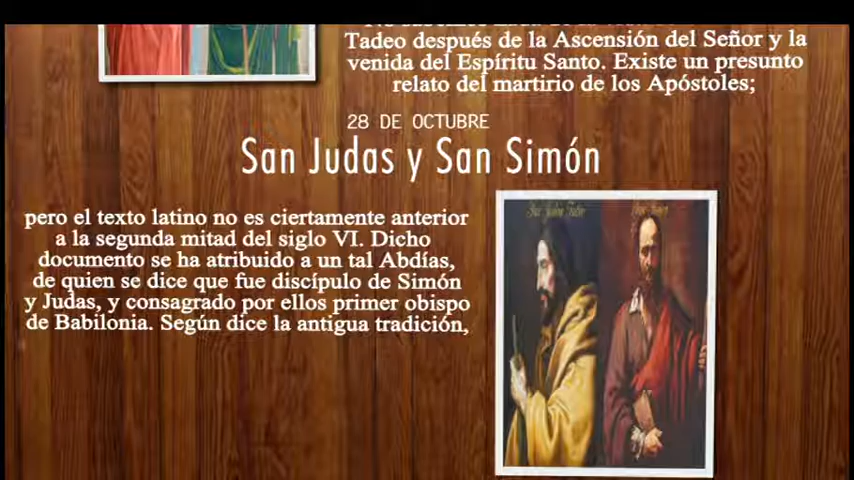 Tadeo después de la Ascensión del Señor y la
venida del Espíritu Santo. Existe un presunto
relato del martirio de los Apóstoles;
28 DE OCTUBRE
San Judas y San Simón
pero el texto latino no es ciertamente anterior
a la segunda mitad del siglo VI. Dicho
documento se ha atribuido a un tal Abdías,
de quien se dice que fue discípulo de Simón
y Judas, y consagrado por ellos primer obispo
de Babilonia. Según dice la antigua tradición,